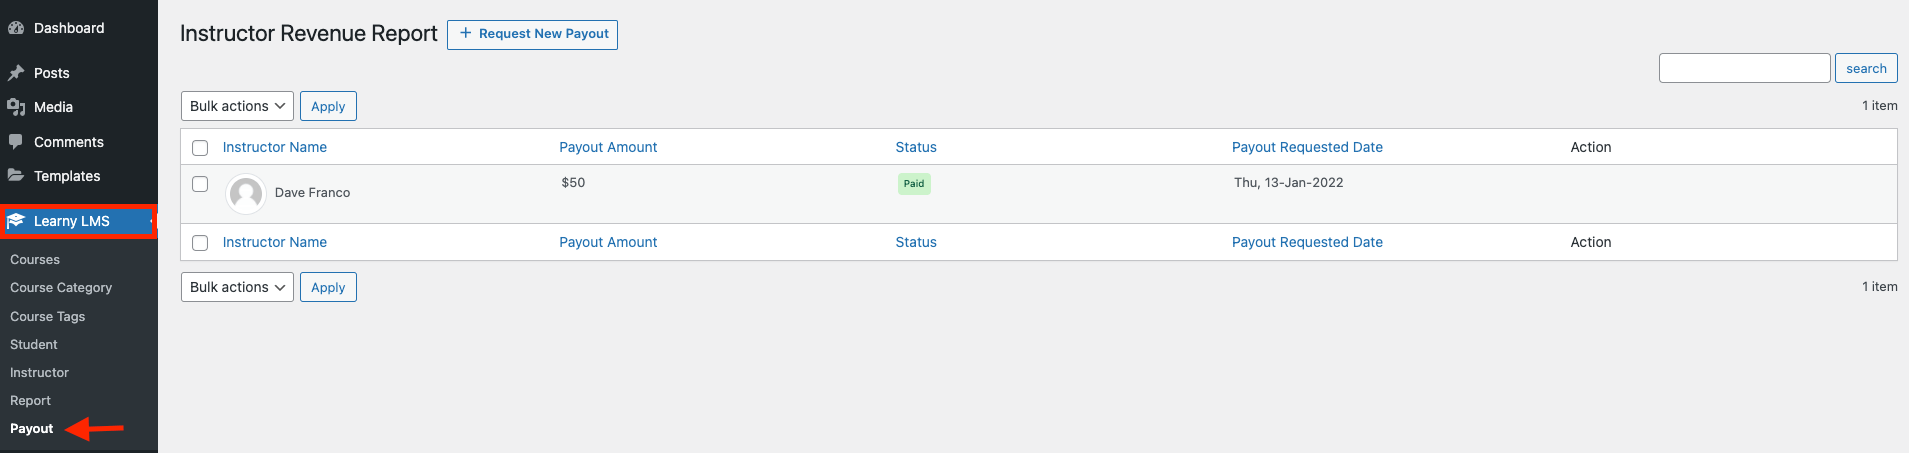 Dashboard
Posts
Media
Comments
Templates
Learny LMS
Courses
Course Category
Course Tags
Student
Instructor
Report
Payout
Instructor Revenue Report
+ Request New Payout
search
Bulk actions
Apply
1 item
Instructor Name Payout Amount Status Payout Requested Date Action
Dave Franco $50 Paid Thu, 13-Jan-2022
Instructor Name Payout Amount Status Payout Requested Date Action
Bulk actions
Apply
1 item